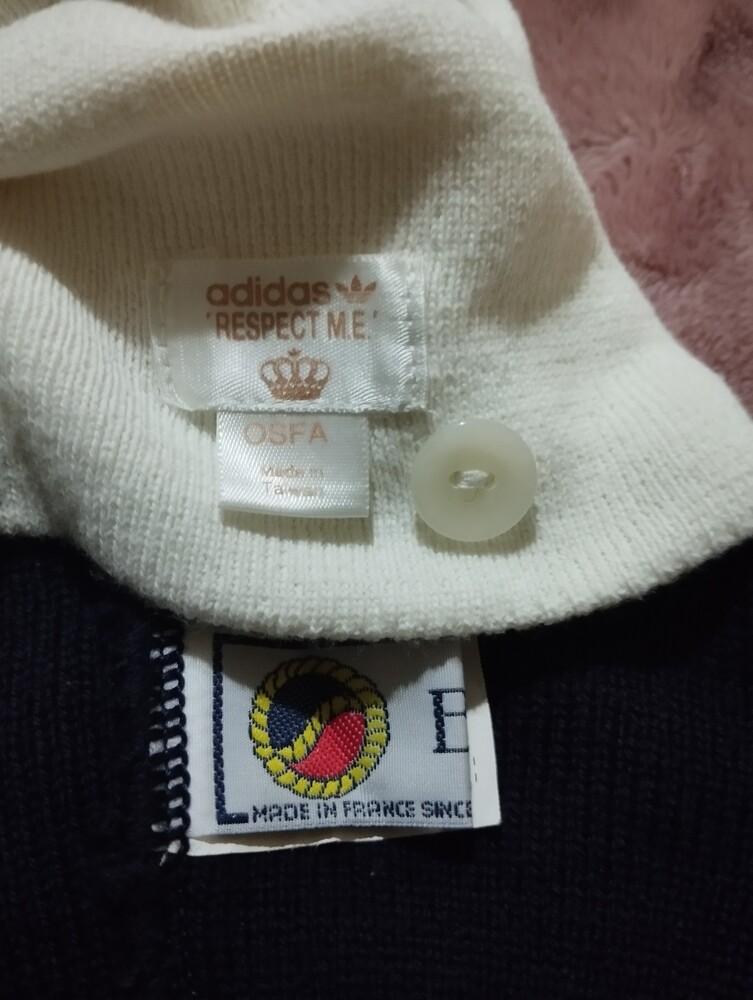 adidas
'RESPECT M.E.'
OSFA
Made in
Taiwan
E
MADE IN FRANCE SINCE